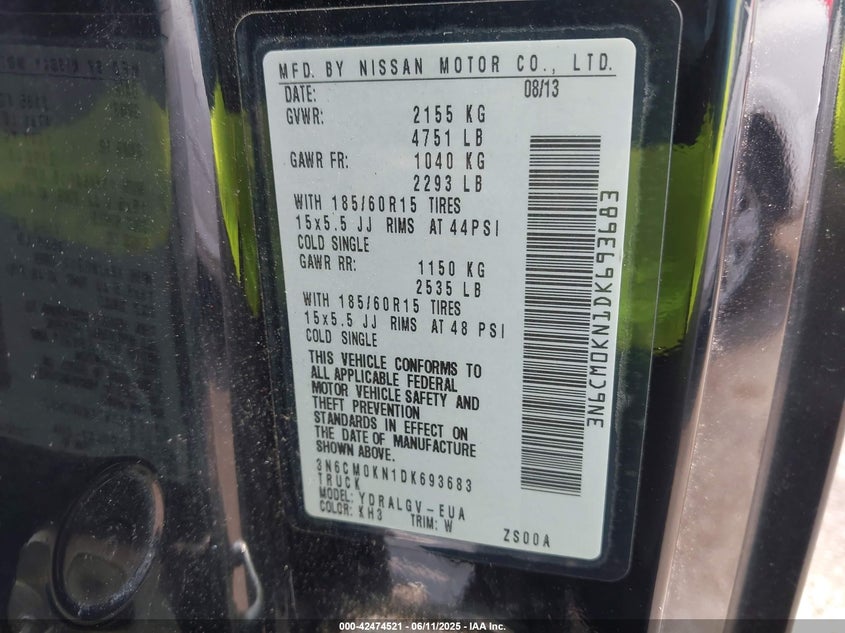 MFD. BY NISSAN MOTOR CO., LTD.
DATE: 08/13
GVWR: 2155 KG
4751 LB
GAWR FR: 1040 KG
2293 LB
WITH 185/60R15 TIRES
15x5.5 JJ RIMS AT 44PSI
COLD SINGLE
GAWR RR: 1150 KG
2535 LB
WITH 185/60R15 TIRES
15x5.5 JJ RIMS AT 48 PSI
COLD SINGLE
THIS VEHICLE CONFORMS TO
ALL APPLICABLE FEDERAL
MOTOR VEHICLE SAFETY AND
THEFT PREVENTION
STANDARDS IN EFFECT ON
THE DATE OF MANUFACTURE
SHOWN ABOVE.
3N6CM0KN1DK693683
TRUCK
MODEL: YDRALGV-EUA
COLOR: KH3 TRIM: W
ZS00A
3N6CM0KN1DK693683
000-42474521 | 06/11/2025 - IAA Inc.